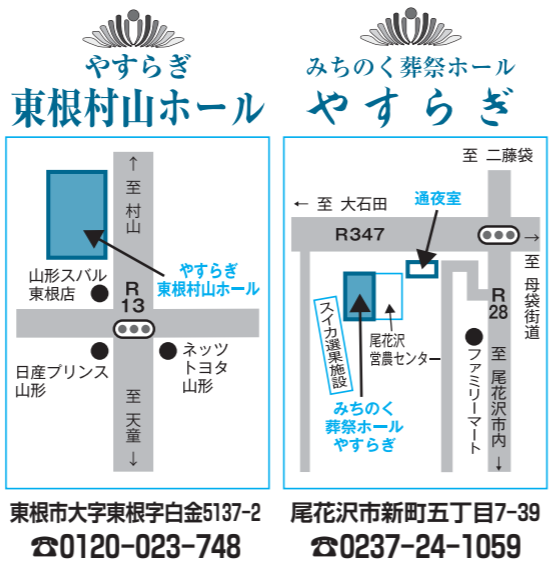 やすらぎ
東根村山ホール
↑
至 村山
やすらぎ
東根村山ホール
山形スバル
東根店
R
13
日産プリンス
山形
ネッツ
トヨタ
山形
至 天童
↓
東根市大字東根字白金5137-2
☎0120-023-748
みちのく葬祭ホール
やすらぎ
至 二藤袋
← 至 大石田
通夜室
R347
→
至 母袋街道
R
28
スイカ選果施設
尾花沢
営農センター
ファミリーマート
至 尾花沢市内
↓
みちのく
葬祭ホール
やすらぎ
尾花沢市新町五丁目7-39
☎0237-24-1059